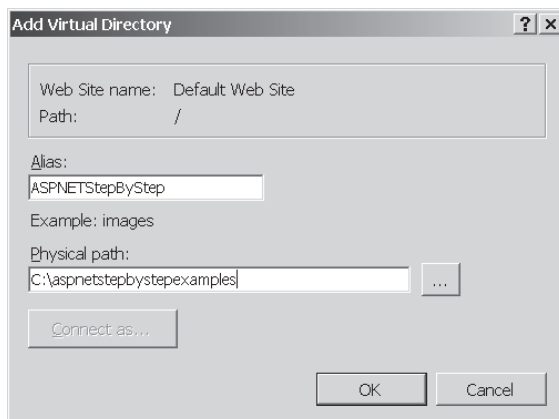 Add Virtual Directory
? ×
Web Site name: Default Web Site
Path: /
Alias:
ASPNETStepByStep
Example: images
Physical path:
C:\aspnetstepbystepexamples
...
Connect as...
OK Cancel